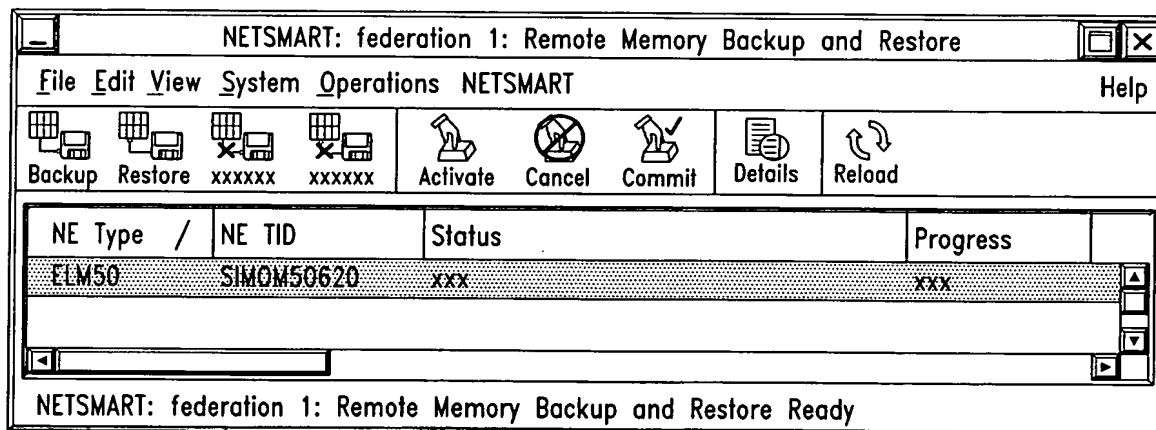 NETSMART: federation 1: Remote Memory Backup and Restore
File Edit View System Operations NETSMART Help
Backup Restore xxxxxx xxxxxx Activate Cancel Commit Details Reload
NE Type / NE TID Status Progress
ELM50 SIMOM50620 xxx xxx
NETSMART: federation 1: Remote Memory Backup and Restore Ready